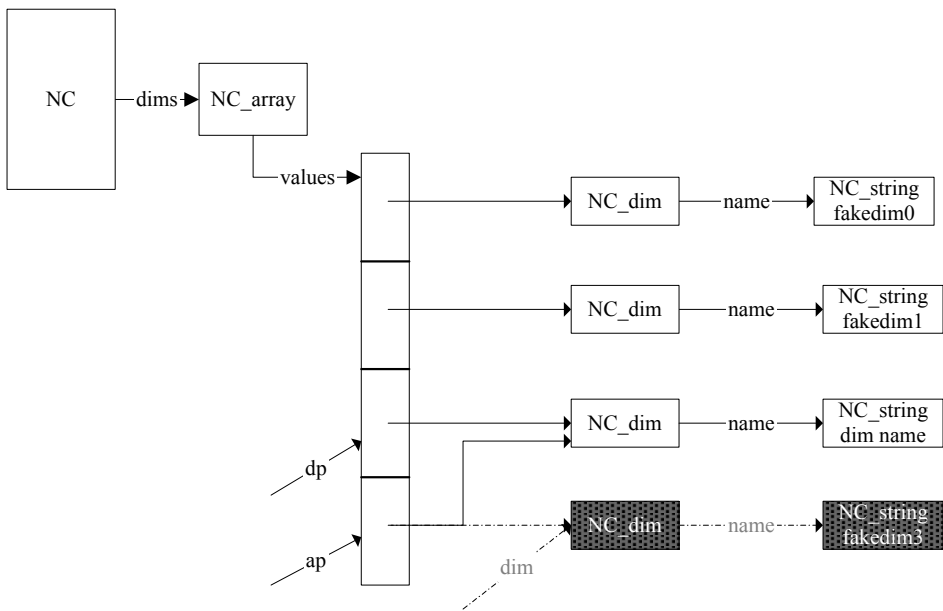 NC
dims
NC_array
values
NC_dim
name
NC_string
fakedim0
NC_dim
name
NC_string
fakedim1
NC_dim
name
NC_string
dim name
dp
NC_dim
name
NC_string
fakedim3
ap
dim